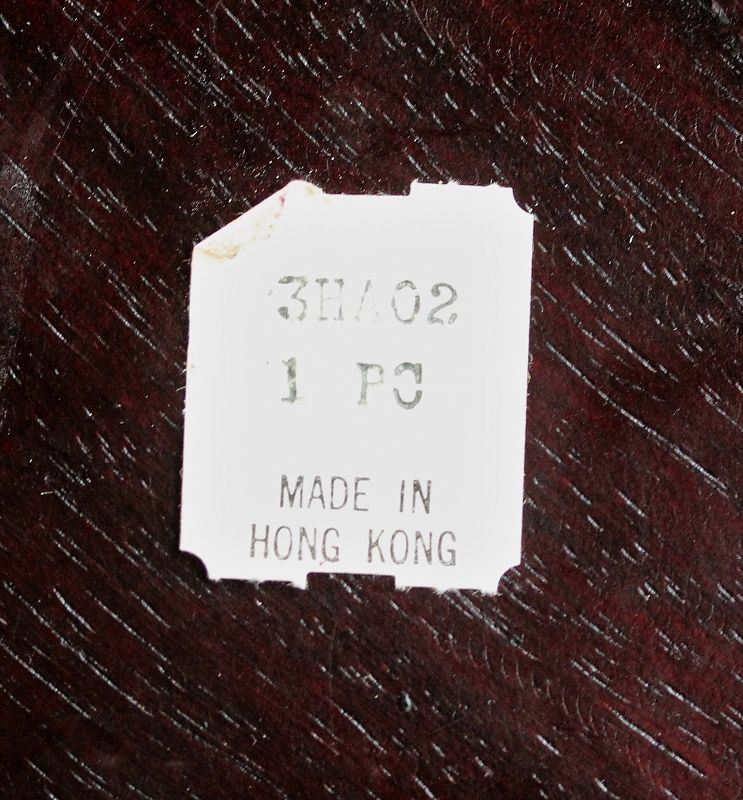 3HA02
1 PC
MADE IN
HONG KONG